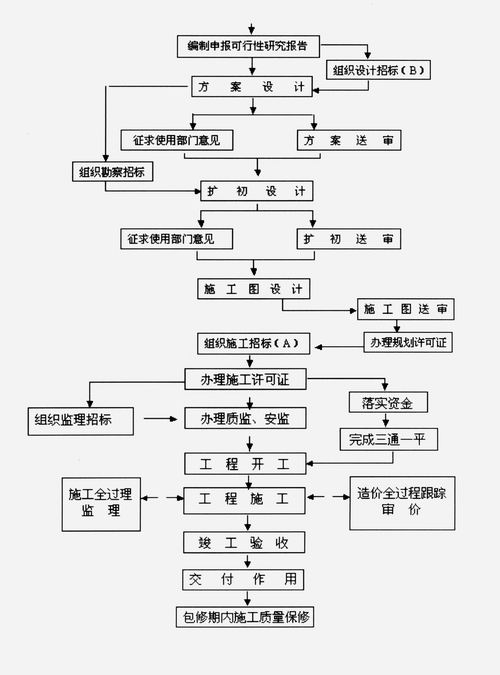 编制申报可行性研究报告
组织设计招标(B)
方案设计
征求使用部门意见
方案送审
组织勘察招标
扩初设计
征求使用部门意见
扩初送审
施工图设计
施工图送审
组织施工招标(A)
办理规划许可证
办理施工许可证
落实资金
组织监理招标
办理质监、安监
完成三通一平
工程开工
施工全过理
监理
工程施工
造价全过程跟踪
审价
竣工验收
交付作用
包修期内施工质量保修